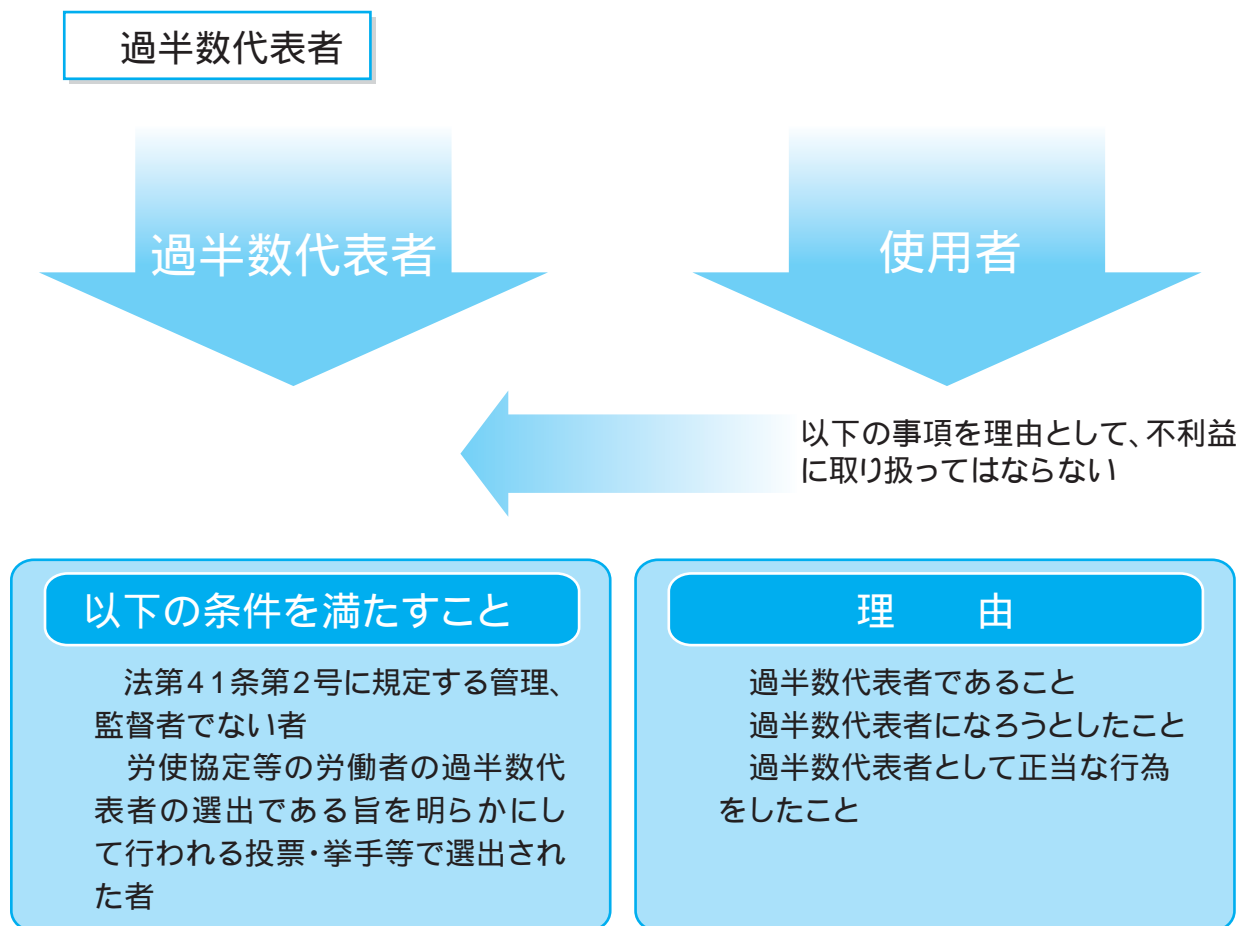 過半数代表者
過半数代表者
使用者
以下の事項を理由として、不利益
に取り扱ってはならない
以下の条件を満たすこと
法第41条第2号に規定する管理、
監督者でない者
労使協定等の労働者の過半数代
表者の選出である旨を明らかにし
て行われる投票・挙手等で選出され
た者
理　由
過半数代表者であること
過半数代表者になろうとしたこと
過半数代表者として正当な行為
をしたこと